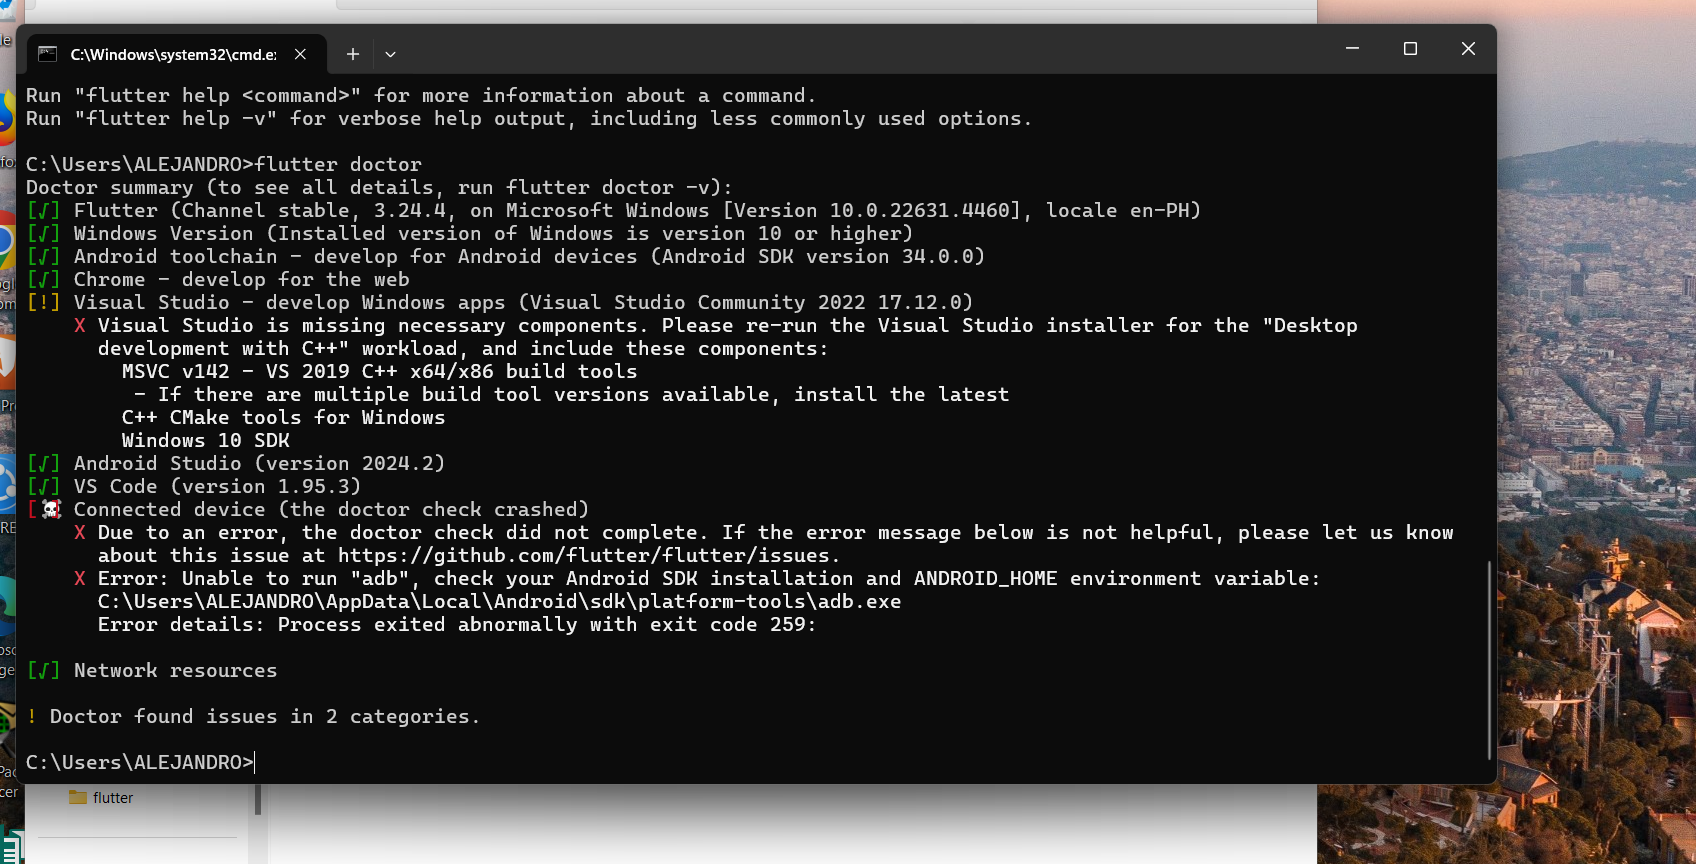 C:\Windows\system32\cmd.e
Run "flutter help <command>" for more information about a command.
Run "flutter help -v" for verbose help output, including less commonly used options.
C:\Users\ALEJANDRO>flutter doctor
Doctor summary (to see all details, run flutter doctor -v):
[√] Flutter (Channel stable, 3.24.4, on Microsoft Windows [Version 10.0.22631.4460], locale en-PH)
[√] Windows Version (Installed version of Windows is version 10 or higher)
[√] Android toolchain - develop for Android devices (Android SDK version 34.0.0)
[√] Chrome - develop for the web
[!] Visual Studio - develop Windows apps (Visual Studio Community 2022 17.12.0)
X Visual Studio is missing necessary components. Please re-run the Visual Studio installer for the "Desktop
development with C++" workload, and include these components:
MSVC v142 - VS 2019 C++ x64/x86 build tools
- If there are multiple build tool versions available, install the latest
C++ CMake tools for Windows
Windows 10 SDK
[√] Android Studio (version 2024.2)
[√] VS Code (version 1.95.3)
[☠] Connected device (the doctor check crashed)
X Due to an error, the doctor check did not complete. If the error message below is not helpful, please let us know
about this issue at https://github.com/flutter/flutter/issues.
X Error: Unable to run "adb", check your Android SDK installation and ANDROID_HOME environment variable:
C:\Users\ALEJANDRO\AppData\Local\Android\sdk\platform-tools\adb.exe
Error details: Process exited abnormally with exit code 259:
[√] Network resources
! Doctor found issues in 2 categories.
C:\Users\ALEJANDRO>
flutter